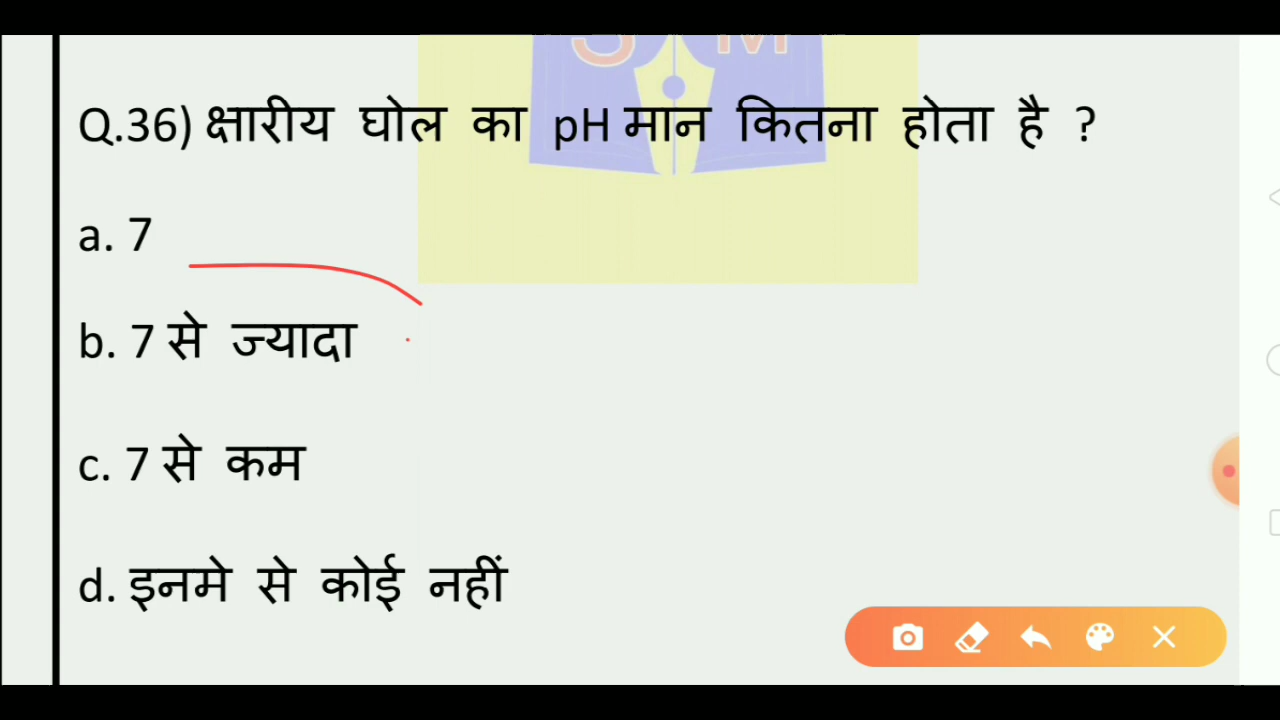 S M
Q.36) क्षारीय घोल का pH मान कितना होता है ?
a. 7
b. 7 से ज्यादा
c. 7 से कम
d. इनमे से कोई नहीं